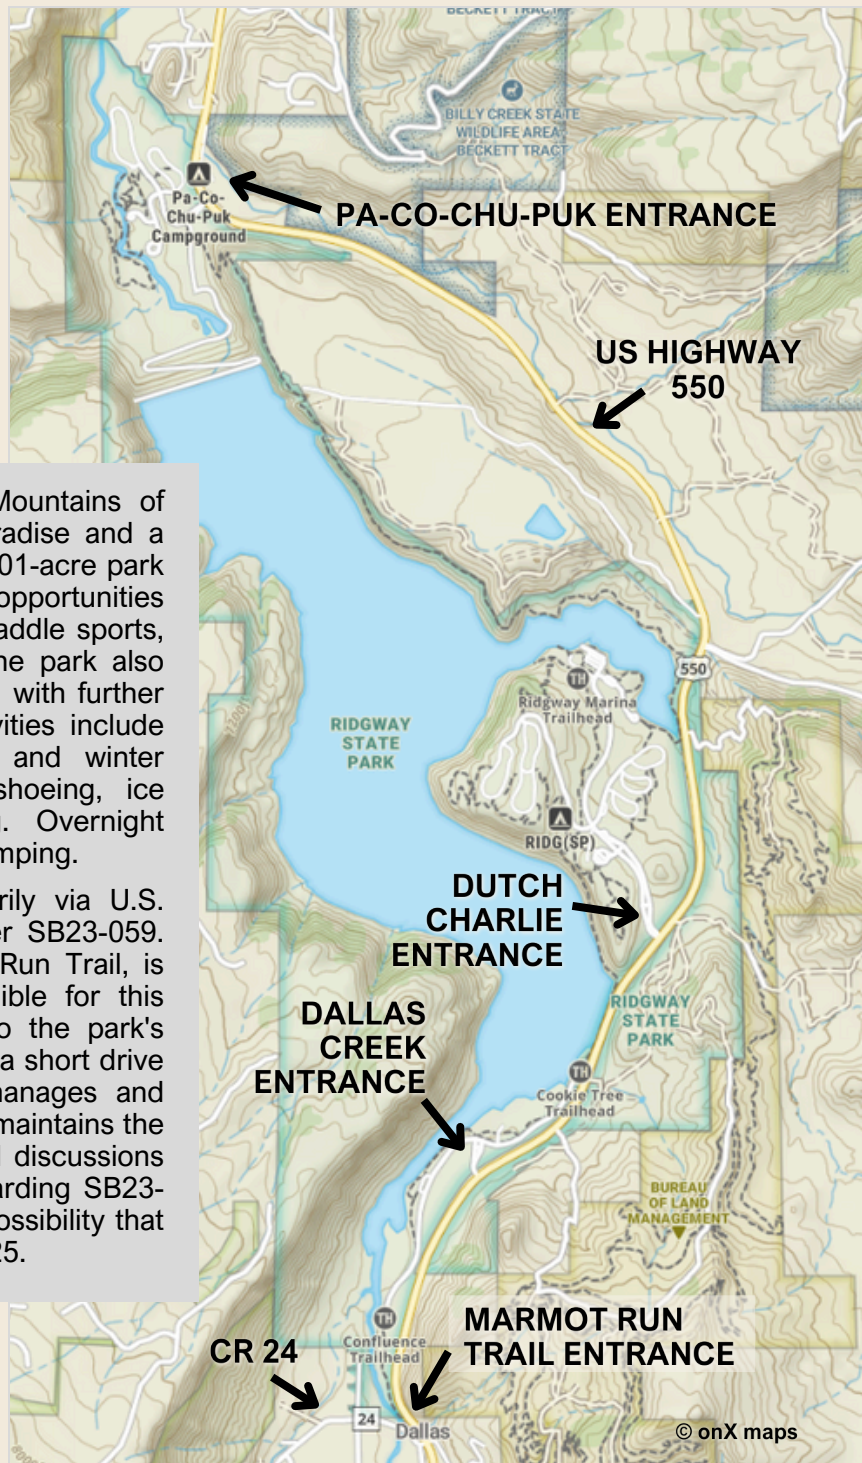 BECKETT TRACT
BILLY CREEK STATE
WILDLIFE AREA
BECKETT TRACT
Pa-Co-
Chu-Puk
Campground
PA-CO-CHU-PUK ENTRANCE
US HIGHWAY
550
Mountains of
radise and a
01-acre park
opportunities
addle sports,
he park also
with further
vities include
and winter
shoeing, ice
Overnight
mping.
rily via U.S.
er SB23-059.
Run Trail, is
ible for this
o the park's
a short drive
manages and
maintains the
discussions
arding SB23-
ossibility that
25.
550
TH
Ridgway Marina
Trailhead
RIDGWAY
STATE
PARK
RIDG(SP)
DUTCH
CHARLIE
ENTRANCE
RIDGWAY
STATE
PARK
DALLAS
CREEK
ENTRANCE
TH
Cookie Tree
Trailhead
BUREAU
OF LAND
MANAGEMENT
TH
Confluence
Trailhead
MARMOT RUN
TRAIL ENTRANCE
CR 24
24
Dallas
© onX maps